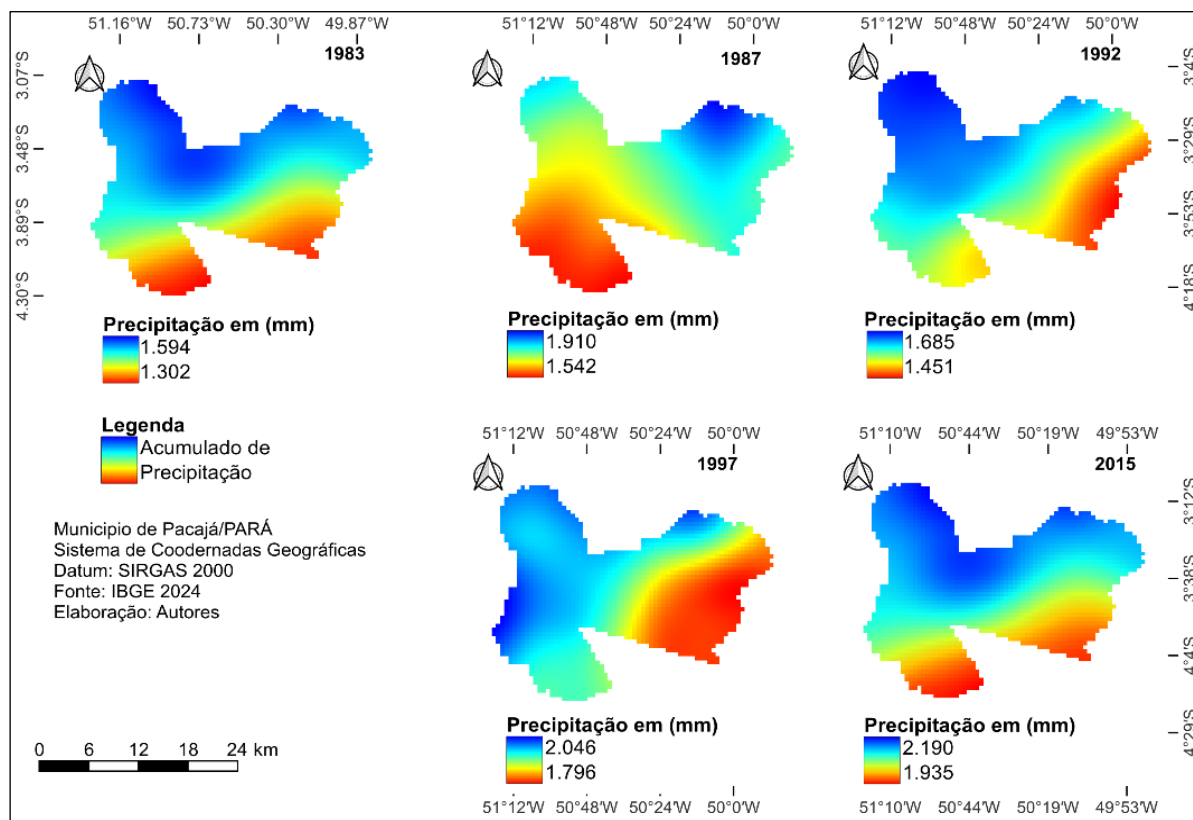 51.16°W 50.73°W 50.30°W 49.87°W
1983
3.07°S
3.48°S
3.89°S
4.30°S
Precipitação em (mm)
1.594
1.302
51°12'W 50°48'W 50°24'W 50°0'W
1987
Precipitação em (mm)
1.910
1.542
51°12'W 50°48'W 50°24'W 50°0'W
1992
3°4'S
3°29'S
3°53'S
4°18'S
Precipitação em (mm)
1.685
1.451
Legenda
Acumulado de
Precipitação
Municipio de Pacajá/PARÁ
Sistema de Coodernadas Geográficas
Datum: SIRGAS 2000
Fonte: IBGE 2024
Elaboração: Autores
0 6 12 18 24 km
51°12'W 50°48'W 50°24'W 50°0'W
1997
Precipitação em (mm)
2.046
1.796
51°12'W 50°48'W 50°24'W 50°0'W
51°10'W 50°44'W 50°19'W 49°53'W
2015
3°12'S
3°38'S
4°4'S
4°29'S
Precipitação em (mm)
2.190
1.935
51°10'W 50°44'W 50°19'W 49°53'W